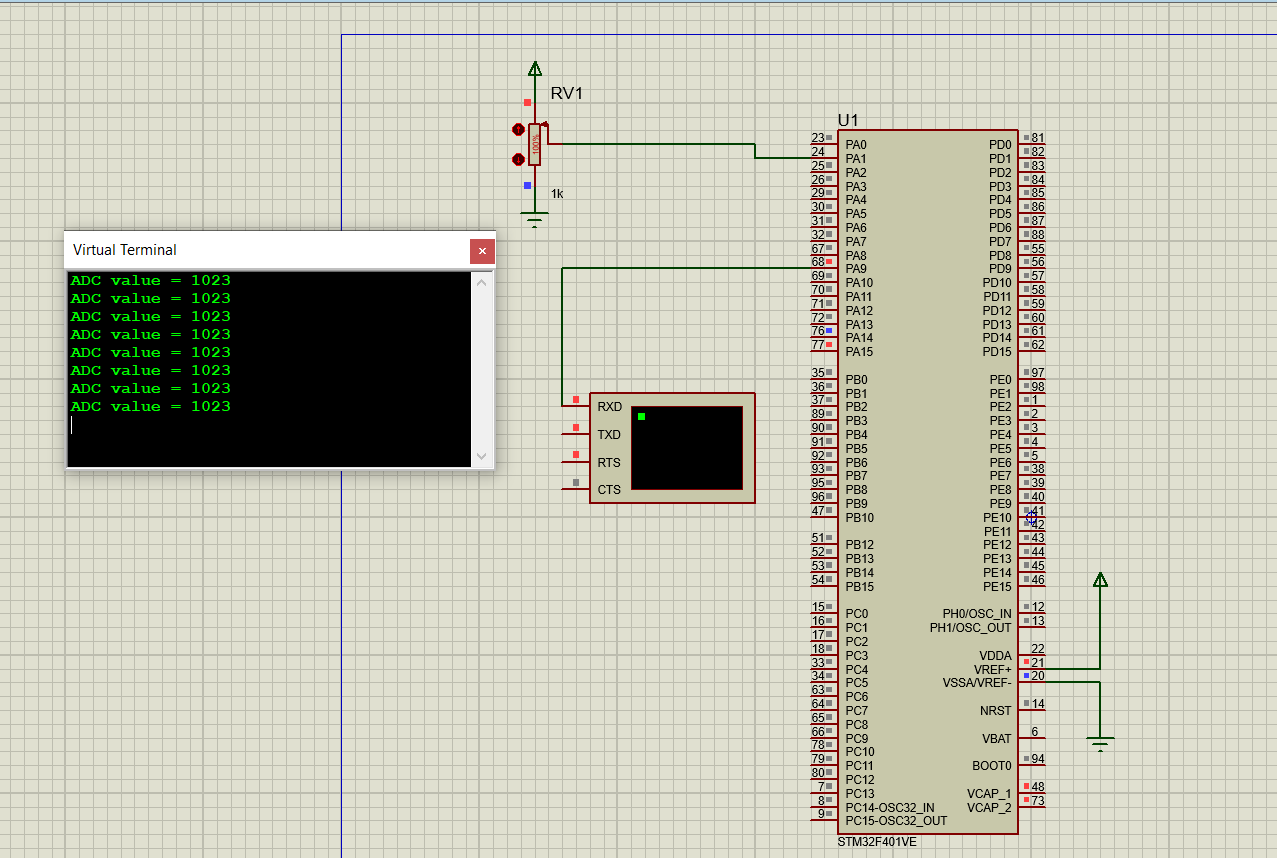 RV1
100%
1k
Virtual Terminal
ADC value = 1023
ADC value = 1023
ADC value = 1023
ADC value = 1023
ADC value = 1023
ADC value = 1023
ADC value = 1023
ADC value = 1023
RXD
TXD
RTS
CTS
U1
23 PA0 PD0 81
24 PA1 PD1 82
25 PA2 PD2 83
26 PA3 PD3 84
29 PA4 PD4 85
30 PA5 PD5 86
31 PA6 PD6 87
32 PA7 PD7 88
67 PA8 PD8 55
68 PA9 PD9 56
69 PA10 PD10 57
70 PA11 PD11 58
71 PA12 PD12 59
72 PA13 PD13 60
76 PA14 PD14 61
77 PA15 PD15 62
35 PB0 PE0 97
36 PB1 PE1 98
37 PB2 PE2 1
89 PB3 PE3 2
90 PB4 PE4 3
91 PB5 PE5 4
92 PB6 PE6 5
93 PB7 PE7 38
95 PB8 PE8 39
96 PB9 PE9 40
47 PB10 PE10 41
PE11 42
51 PB12 PE12 43
52 PB13 PE13 44
53 PB14 PE14 45
54 PB15 PE15 46
15 PC0 PH0/OSC_IN 12
16 PC1 PH1/OSC_OUT 13
17 PC2
18 PC3 VDDA 22
33 PC4 VREF+ 21
34 PC5 VSSA/VREF- 20
63 PC6
64 PC7 NRST 14
65 PC8
66 PC9 VBAT 6
78 PC10
79 PC11 BOOT0 94
80 PC12
7 PC13 VCAP_1 48
8 PC14-OSC32_IN VCAP_2 73
9 PC15-OSC32_OUT
STM32F401VE